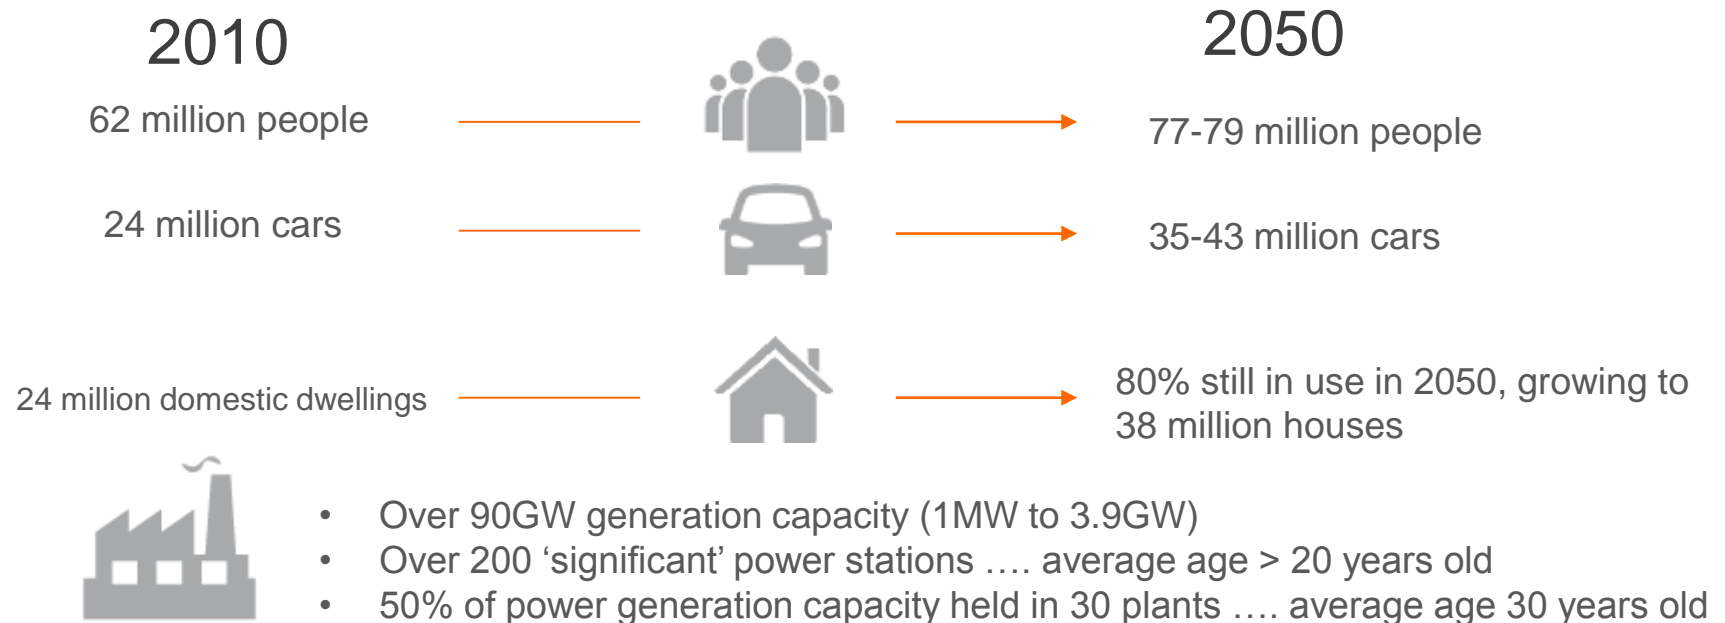 2010
2050
62 million people
77-79 million people
24 million cars
35-43 million cars
24 million domestic dwellings
80% still in use in 2050, growing to
38 million houses
• Over 90GW generation capacity (1MW to 3.9GW)
• Over 200 ‘significant’ power stations …. average age > 20 years old
• 50% of power generation capacity held in 30 plants …. average age 30 years old